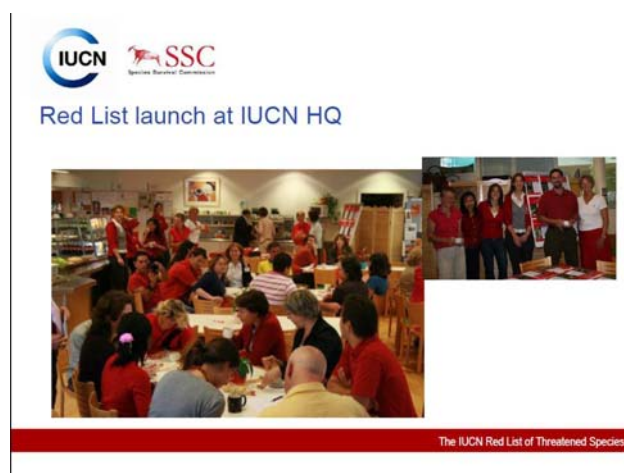 IUCN
SSC
Species Survival Commission
Red List launch at IUCN HQ
The IUCN Red List of Threatened Species